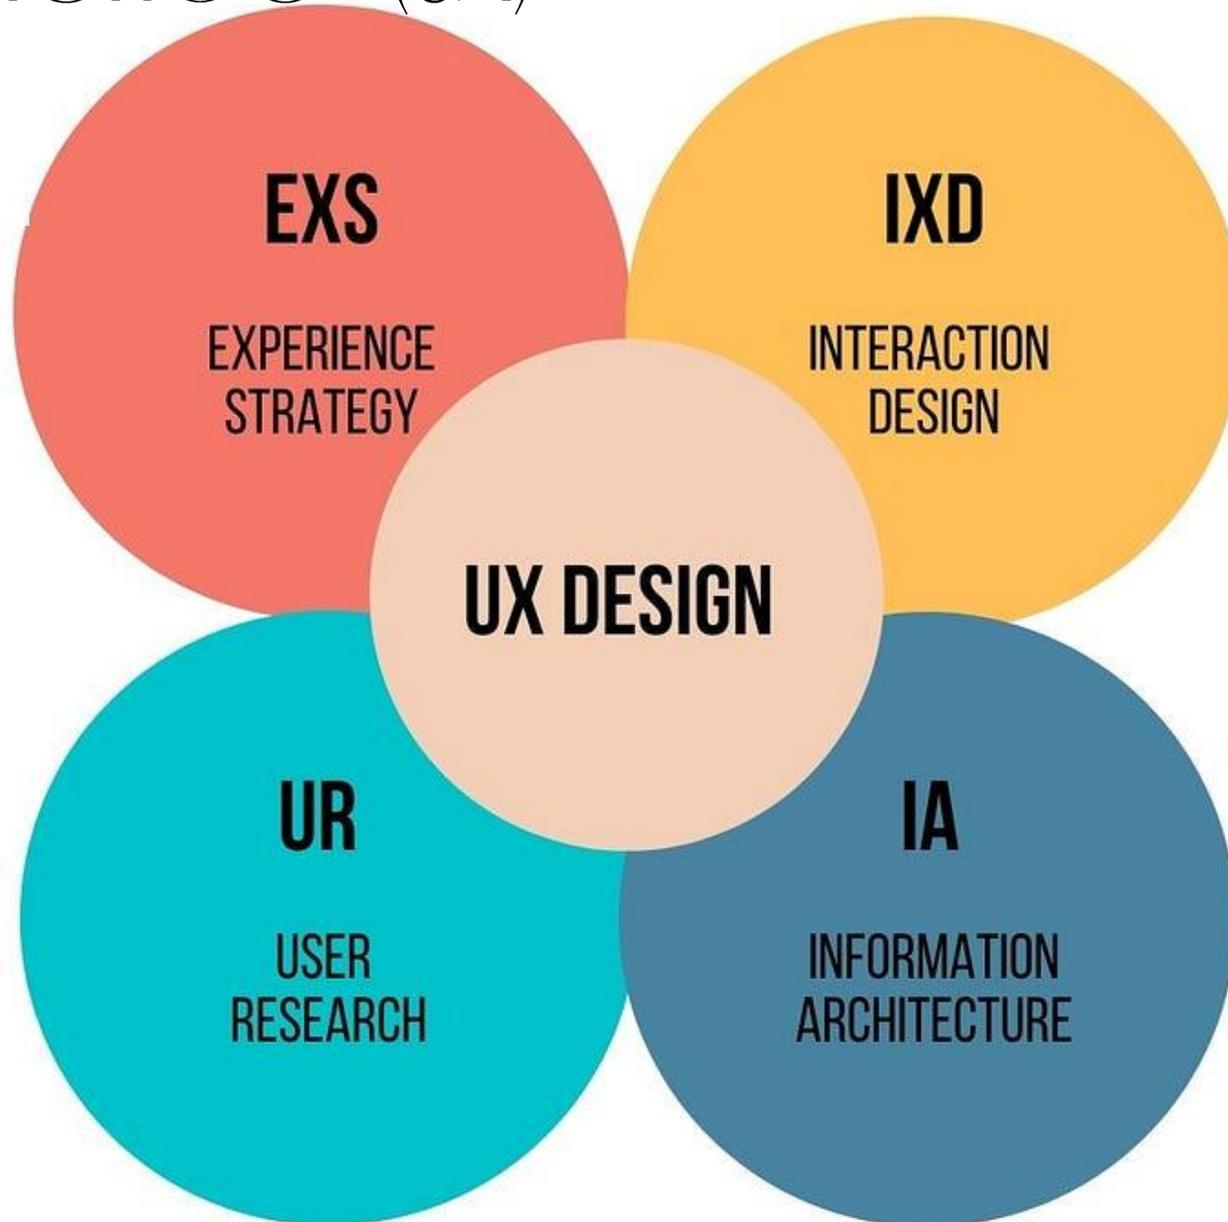 EXS
EXPERIENCE
STRATEGY
IXD
INTERACTION
DESIGN
UX DESIGN
UR
USER
RESEARCH
IA
INFORMATION
ARCHITECTURE